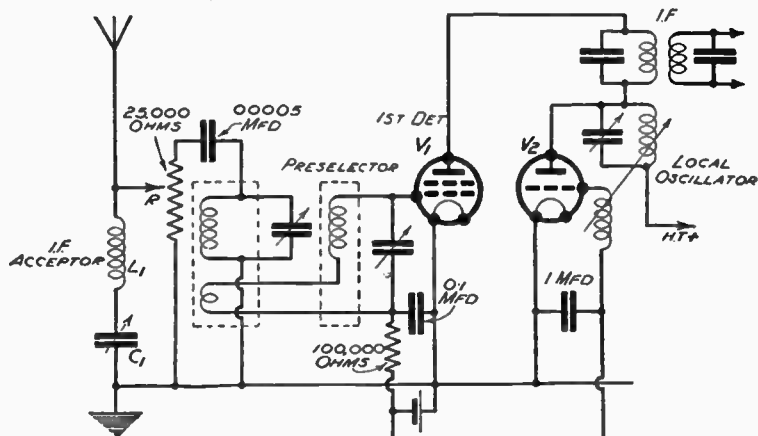 I.F
25,000
OHMS
·00005
MFD
1ST DET
V1
V2
PRESELECTOR
LOCAL
OSCILLATOR
R
H.T+
I.F
ACCEPTOR
L1
0·1
MFD
1 MFD
C1
100,000
OHMS